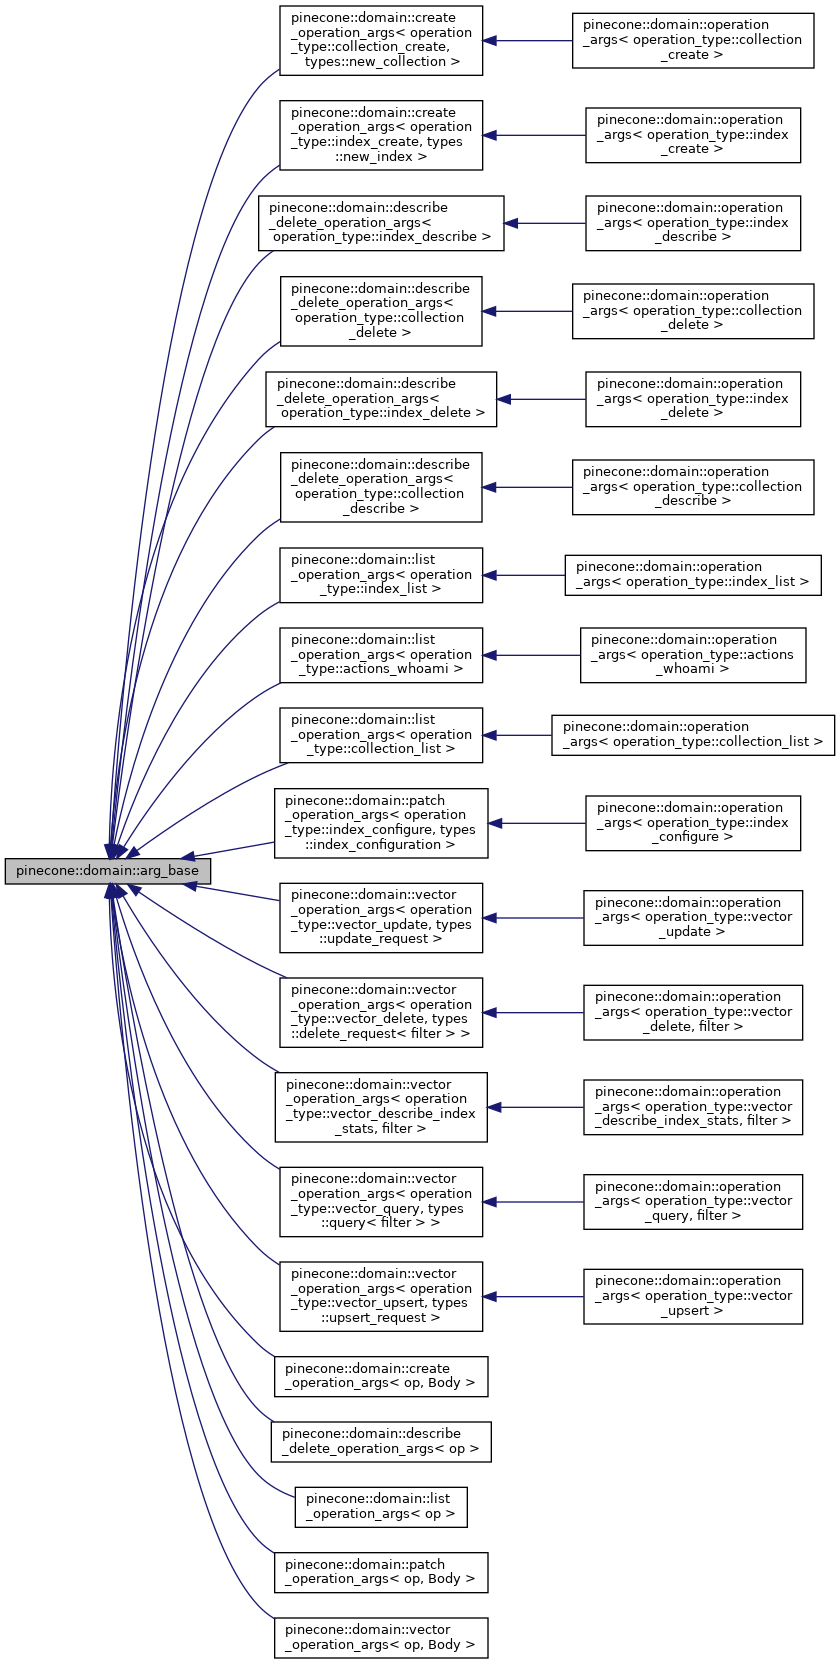 pinecone::domain::create
_operation_args< operation
_type::collection_create,
types::new_collection >
pinecone::domain::operation
_args< operation_type::collection
_create >
pinecone::domain::create
_operation_args< operation
_type::index_create, types
::new_index >
pinecone::domain::operation
_args< operation_type::index
_create >
pinecone::domain::describe
_delete_operation_args<
operation_type::index_describe >
pinecone::domain::operation
_args< operation_type::index
_describe >
pinecone::domain::describe
_delete_operation_args<
operation_type::collection
_delete >
pinecone::domain::operation
_args< operation_type::collection
_delete >
pinecone::domain::describe
_delete_operation_args<
operation_type::index_delete >
pinecone::domain::operation
_args< operation_type::index
_delete >
pinecone::domain::describe
_delete_operation_args<
operation_type::collection
_describe >
pinecone::domain::operation
_args< operation_type::collection
_describe >
pinecone::domain::list
_operation_args< operation
_type::index_list >
pinecone::domain::operation
_args< operation_type::index_list >
pinecone::domain::list
_operation_args< operation
_type::actions_whoami >
pinecone::domain::operation
_args< operation_type::actions
_whoami >
pinecone::domain::list
_operation_args< operation
_type::collection_list >
pinecone::domain::operation
_args< operation_type::collection_list >
pinecone::domain::patch
_operation_args< operation
_type::index_configure, types
::index_configuration >
pinecone::domain::operation
_args< operation_type::index
_configure >
pinecone::domain::arg_base
pinecone::domain::vector
_operation_args< operation
_type::vector_update, types
::update_request >
pinecone::domain::operation
_args< operation_type::vector
_update >
pinecone::domain::vector
_operation_args< operation
_type::vector_delete, types
::delete_request< filter > >
pinecone::domain::operation
_args< operation_type::vector
_delete, filter >
pinecone::domain::vector
_operation_args< operation
_type::vector_describe_index
_stats, filter >
pinecone::domain::operation
_args< operation_type::vector
_describe_index_stats, filter >
pinecone::domain::vector
_operation_args< operation
_type::vector_query, types
::query< filter > >
pinecone::domain::operation
_args< operation_type::vector
_query, filter >
pinecone::domain::vector
_operation_args< operation
_type::vector_upsert, types
::upsert_request >
pinecone::domain::operation
_args< operation_type::vector
_upsert >
pinecone::domain::create
_operation_args< op, Body >
pinecone::domain::describe
_delete_operation_args< op >
pinecone::domain::list
_operation_args< op >
pinecone::domain::patch
_operation_args< op, Body >
pinecone::domain::vector
_operation_args< op, Body >